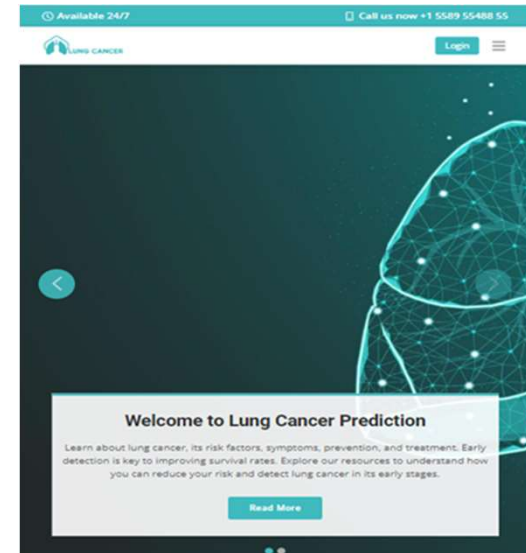 Available 24/7
Call us now +1 5589 55488 55
LUNG CANCER
Login
Welcome to Lung Cancer Prediction
Learn about lung cancer, its risk factors, symptoms, prevention, and treatment. Early
detection is key to improving survival rates. Explore our resources to understand how
you can reduce your risk and detect lung cancer in its early stages.
Read More